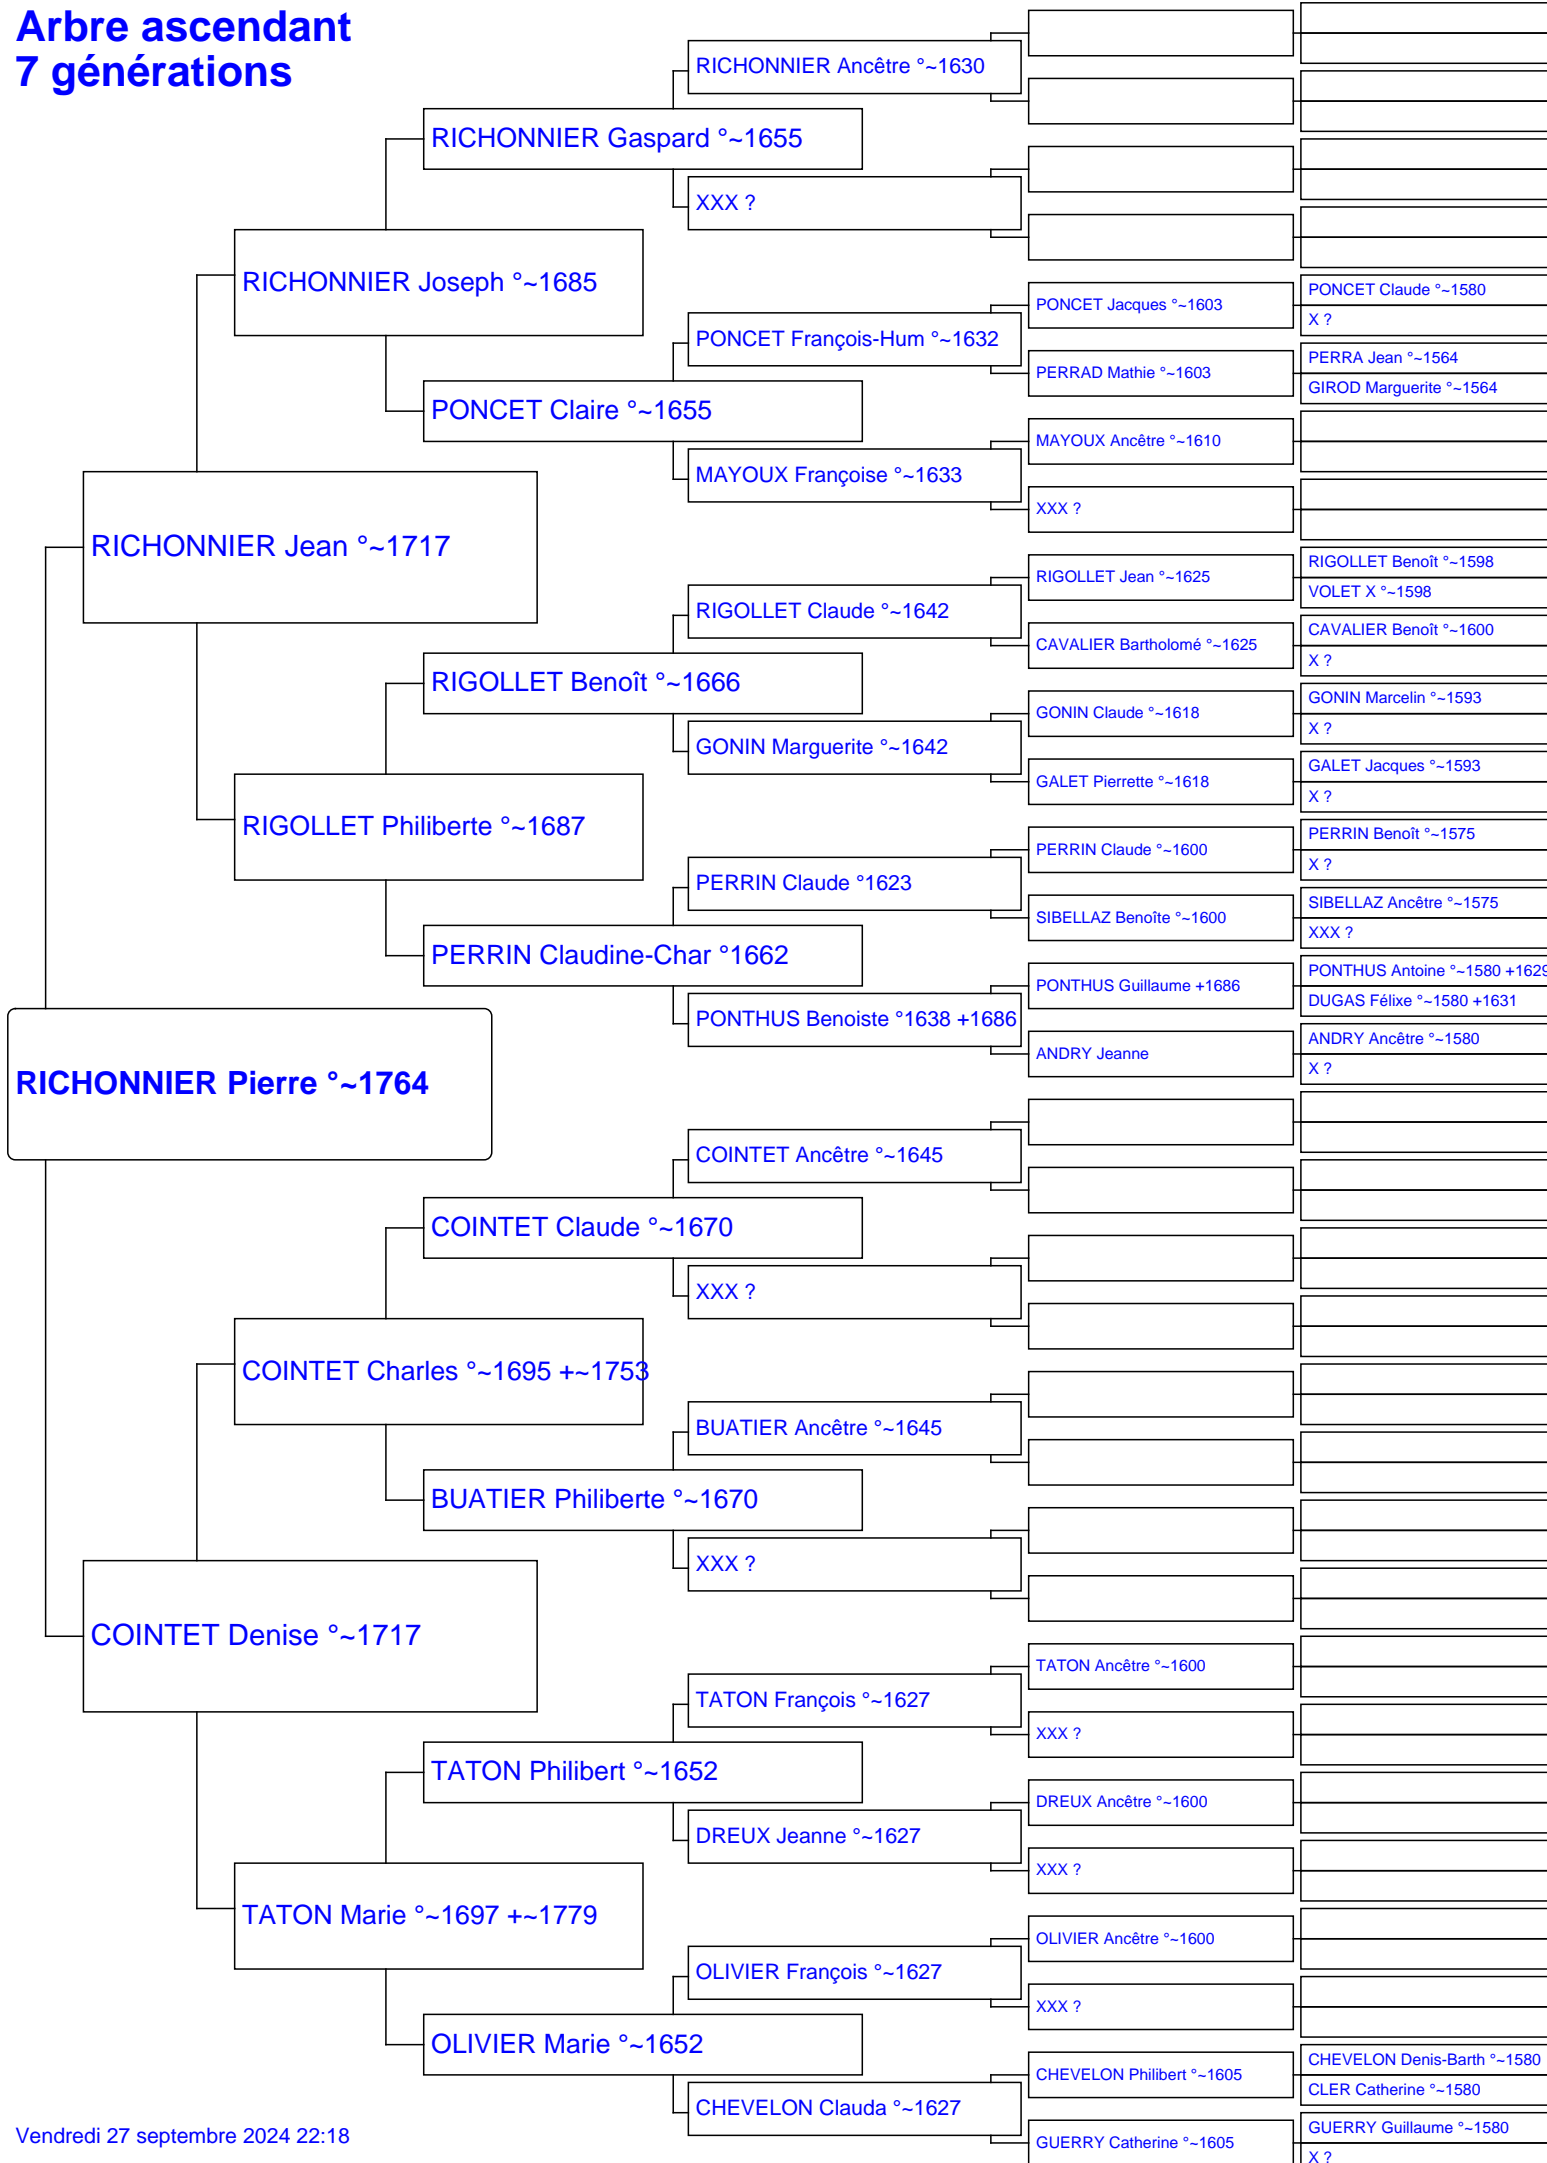 Arbre ascendant
7 générations
RICHONNIER Ancêtre °~1630
RICHONNIER Gaspard °~1655
XXX ?
RICHONNIER Joseph °~1685
PONCET Claude °~1580
PONCET Jacques °~1603
X ?
PONCET François-Hum °~1632
PERRA Jean °~1564
PERRAD Mathie °~1603
GIROD Marguerite °~1564
PONCET Claire °~1655
MAYOUX Ancêtre °~1610
MAYOUX Françoise °~1633
XXX ?
RICHONNIER Jean °~1717
RIGOLLET Benoît °~1598
RIGOLLET Jean °~1625
VOLET X °~1598
RIGOLLET Claude °~1642
CAVALIER Benoît °~1600
CAVALIER Bartholomé °~1625
X ?
RIGOLLET Benoît °~1666
GONIN Marcelin °~1593
GONIN Claude °~1618
X ?
GONIN Marguerite °~1642
GALET Jacques °~1593
GALET Pierrette °~1618
X ?
RIGOLLET Philiberte °~1687
PERRIN Benoît °~1575
PERRIN Claude °~1600
X ?
PERRIN Claude °1623
SIBELLAZ Ancêtre °~1575
SIBELLAZ Benoîte °~1600
XXX ?
PERRIN Claudine-Char °1662
PONTHUS Antoine °~1580 +1629
PONTHUS Guillaume +1686
DUGAS Félixe °~1580 +1631
PONTHUS Benoiste °1638 +1686
ANDRY Ancêtre °~1580
ANDRY Jeanne
X ?
RICHONNIER Pierre °~1764
COINTET Ancêtre °~1645
COINTET Claude °~1670
XXX ?
COINTET Charles °~1695 +~1753
BUATIER Ancêtre °~1645
BUATIER Philiberte °~1670
XXX ?
COINTET Denise °~1717
TATON Ancêtre °~1600
TATON François °~1627
XXX ?
TATON Philibert °~1652
DREUX Ancêtre °~1600
DREUX Jeanne °~1627
XXX ?
TATON Marie °~1697 +~1779
OLIVIER Ancêtre °~1600
OLIVIER François °~1627
XXX ?
OLIVIER Marie °~1652
CHEVELON Denis-Barth °~1580
CHEVELON Philibert °~1605
CLER Catherine °~1580
CHEVELON Clauda °~1627
GUERRY Guillaume °~1580
GUERRY Catherine °~1605
X ?
Vendredi 27 septembre 2024 22:18